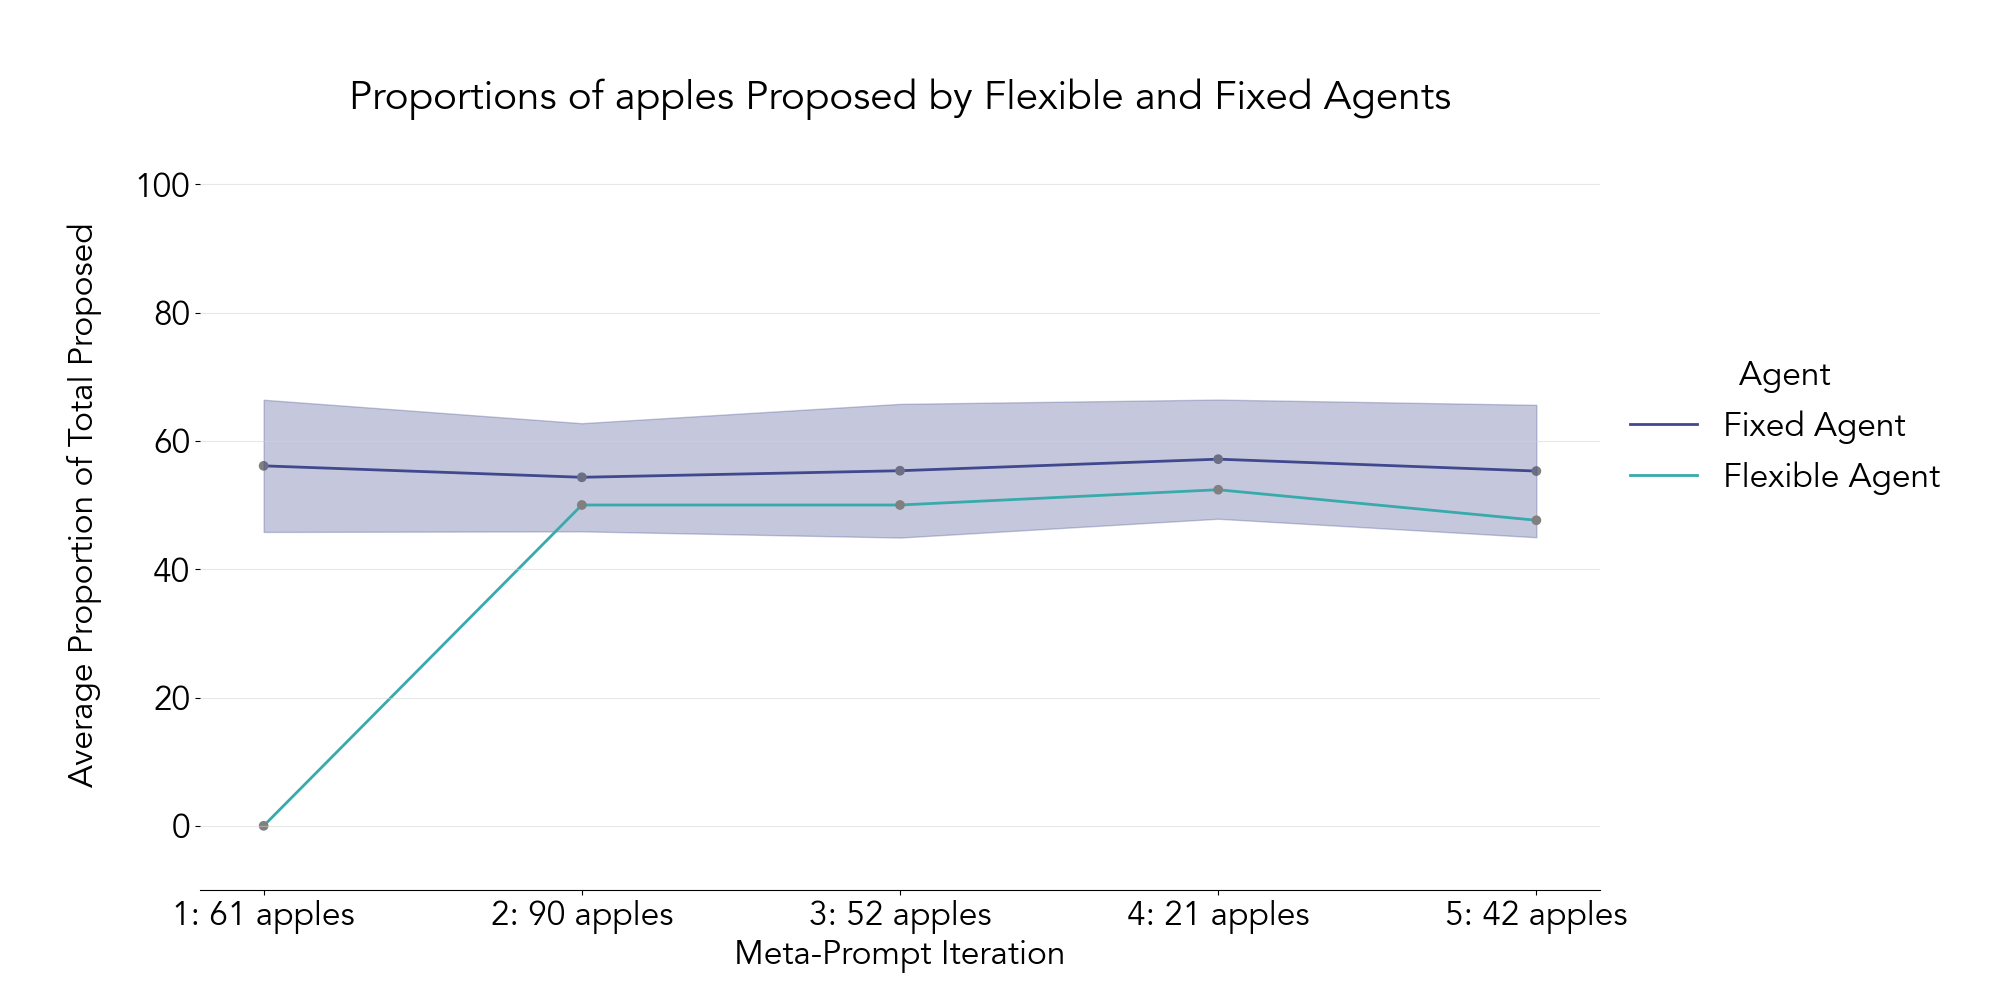 Proportions of apples Proposed by Flexible and Fixed Agents
Average Proportion of Total Proposed
100
80
60
40
20
0
1: 61 apples
2: 90 apples
3: 52 apples
4: 21 apples
5: 42 apples
Meta-Prompt Iteration
Agent
Fixed Agent
Flexible Agent